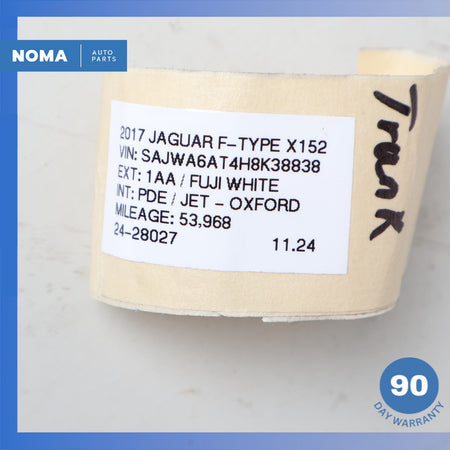 NOMA AUTO PARTS
2017 JAGUAR F-TYPE X152
VIN: SAJWA6AT4H8K38838
EXT: 1AA / FUJI WHITE
INT: PDE / JET - OXFORD
MILEAGE: 53,968
24-28027 11.24
Trank
90
DAY WARRANTY